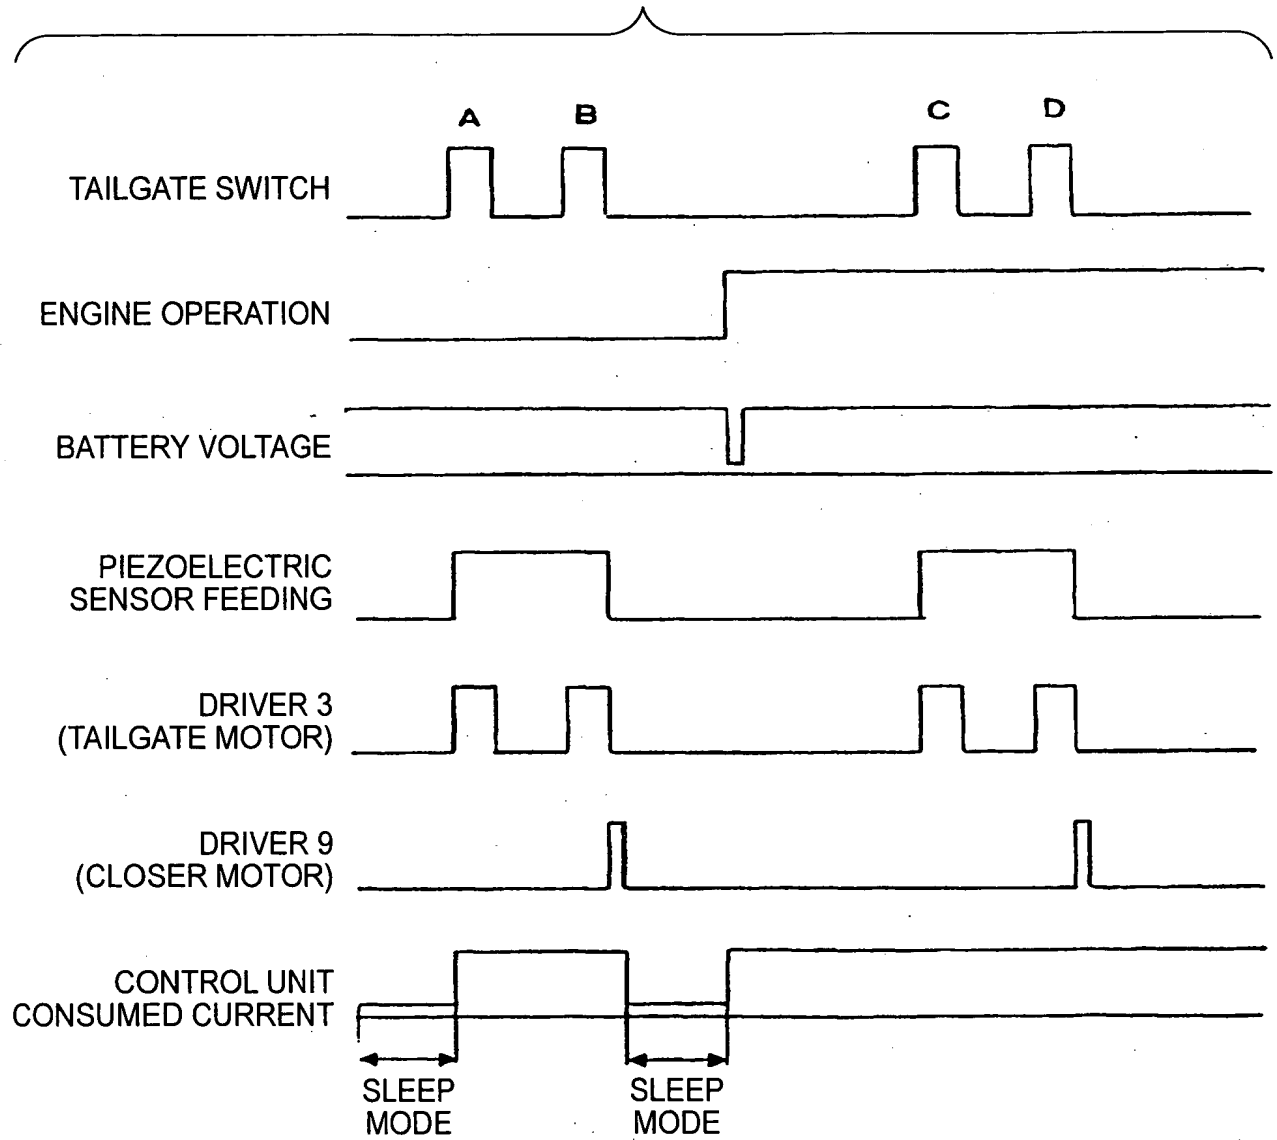 A B C D
TAILGATE SWITCH
ENGINE OPERATION
BATTERY VOLTAGE
PIEZOELECTRIC
SENSOR FEEDING
DRIVER 3
(TAILGATE MOTOR)
DRIVER 9
(CLOSER MOTOR)
CONTROL UNIT
CONSUMED CURRENT
SLEEP
MODE
SLEEP
MODE